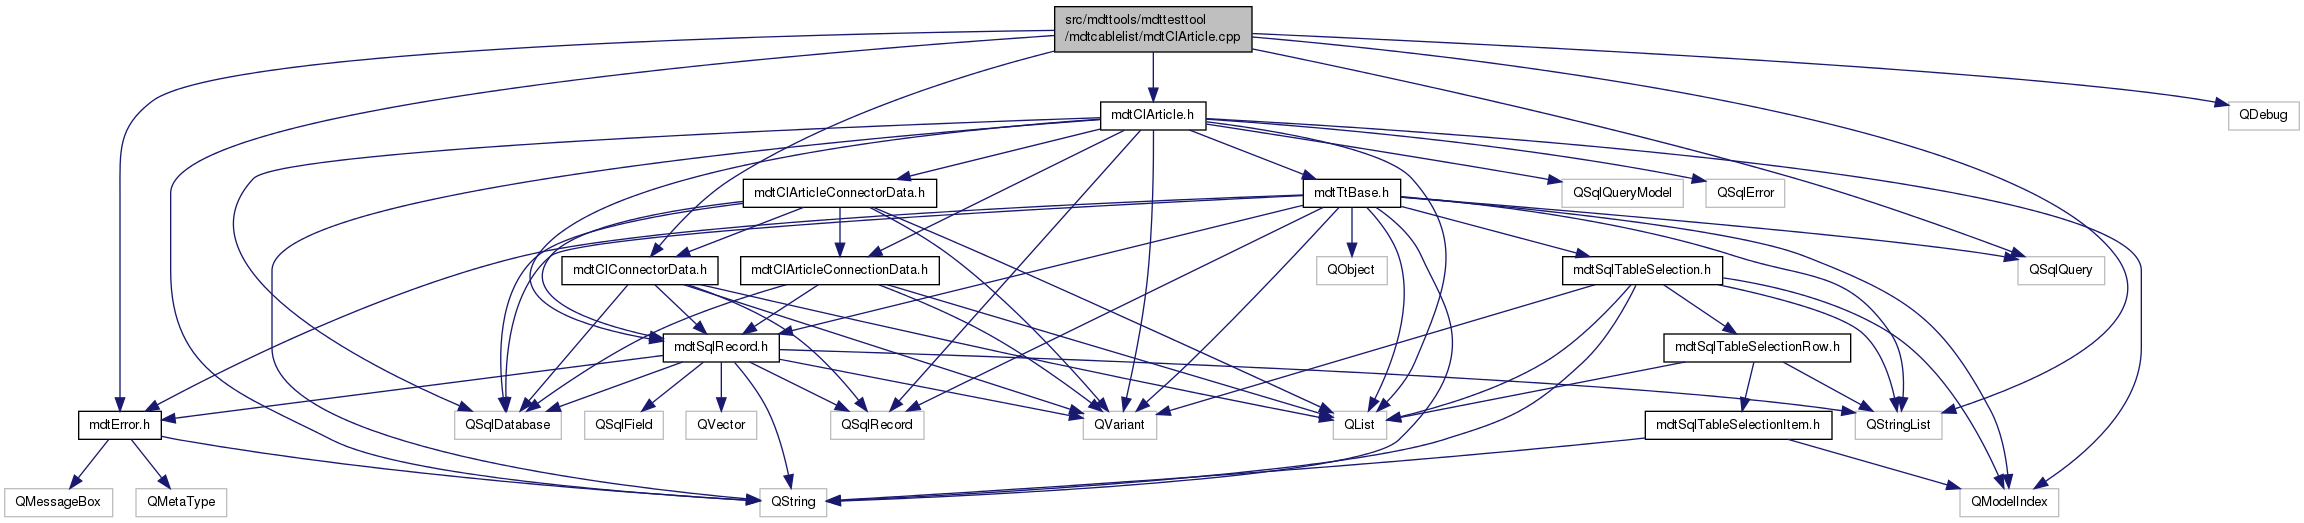 src/mdttools/mdttesttool
/mdtcablelist/mdtClArticle.cpp
mdtClArticle.h
QDebug
mdtClArticleConnectorData.h
mdtTtBase.h
QSqlQueryModel
QSqlError
mdtClConnectorData.h
mdtClArticleConnectionData.h
QObject
mdtSqlTableSelection.h
QSqlQuery
mdtSqlRecord.h
mdtSqlTableSelectionRow.h
mdtError.h
QSqlDatabase
QSqlField
QVector
QSqlRecord
QVariant
QList
mdtSqlTableSelectionItem.h
QStringList
QMessageBox
QMetaType
QString
QModelIndex